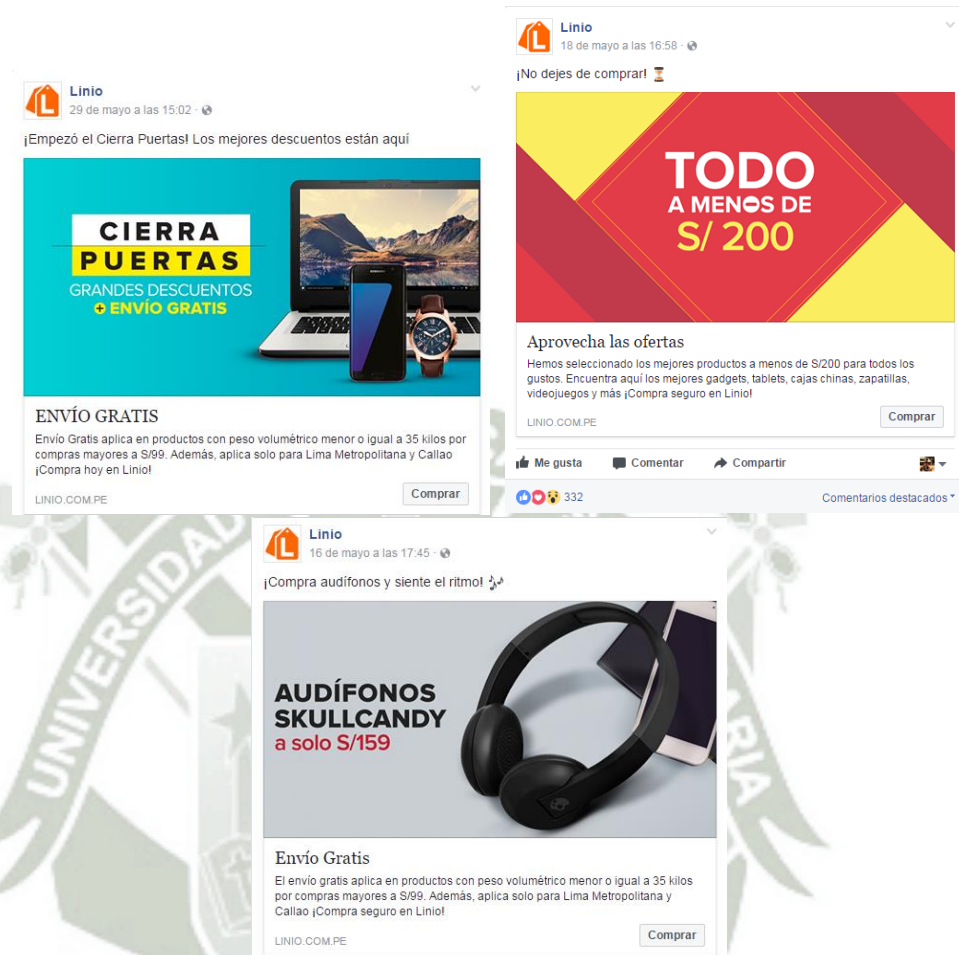 Linio
29 de mayo a las 15:02 ·
¡Empezó el Cierra Puertas! Los mejores descuentos están aquí
CIERRA
PUERTAS
GRANDES DESCUENTOS
+ ENVÍO GRATIS
ENVÍO GRATIS
Envío Gratis aplica en productos con peso volumétrico menor o igual a 35 kilos por
compras mayores a S/99. Además, aplica solo para Lima Metropolitana y Callao
¡Compra hoy en Linio!
LINIO.COM.PE
Comprar
Linio
18 de mayo a las 16:58 ·
¡No dejes de comprar! ⏳
TODO
A MENOS DE
S/ 200
Aprovecha las ofertas
Hemos seleccionado los mejores productos a menos de S/200 para todos los
gustos. Encuentra aquí los mejores gadgets, tablets, cajas chinas, zapatillas,
videojuegos y más ¡Compra seguro en Linio!
LINIO.COM.PE
Comprar
Me gusta Comentar Compartir
332 Comentarios destacados
Linio
16 de mayo a las 17:45 ·
¡Compra audífonos y siente el ritmo! 🎶
AUDÍFONOS
SKULLCANDY
a solo S/159
Envío Gratis
El envío gratis aplica en productos con peso volumétrico menor o igual a 35 kilos
por compras mayores a S/99. Además, aplica solo para Lima Metropolitana y
Callao ¡Compra seguro en Linio!
LINIO.COM.PE
Comprar
UNIVERSIDAD